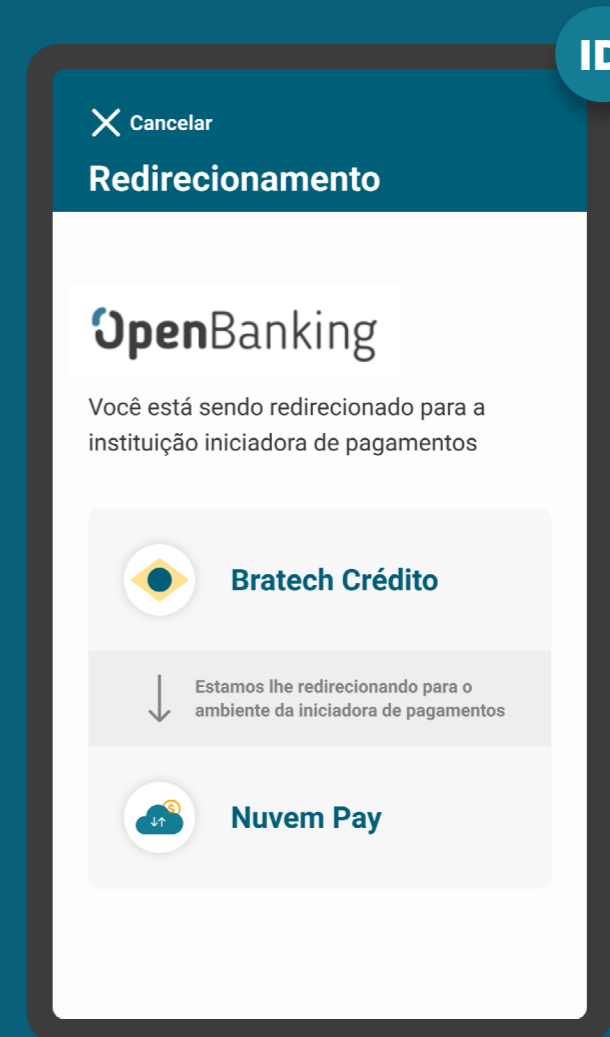 ID
Cancelar
Redirecionamento
OpenBanking
Você está sendo redirecionado para a
instituição iniciadora de pagamentos
Bratech Crédito
Estamos lhe redirecionando para o
ambiente da iniciadora de pagamentos
$
Nuvem Pay